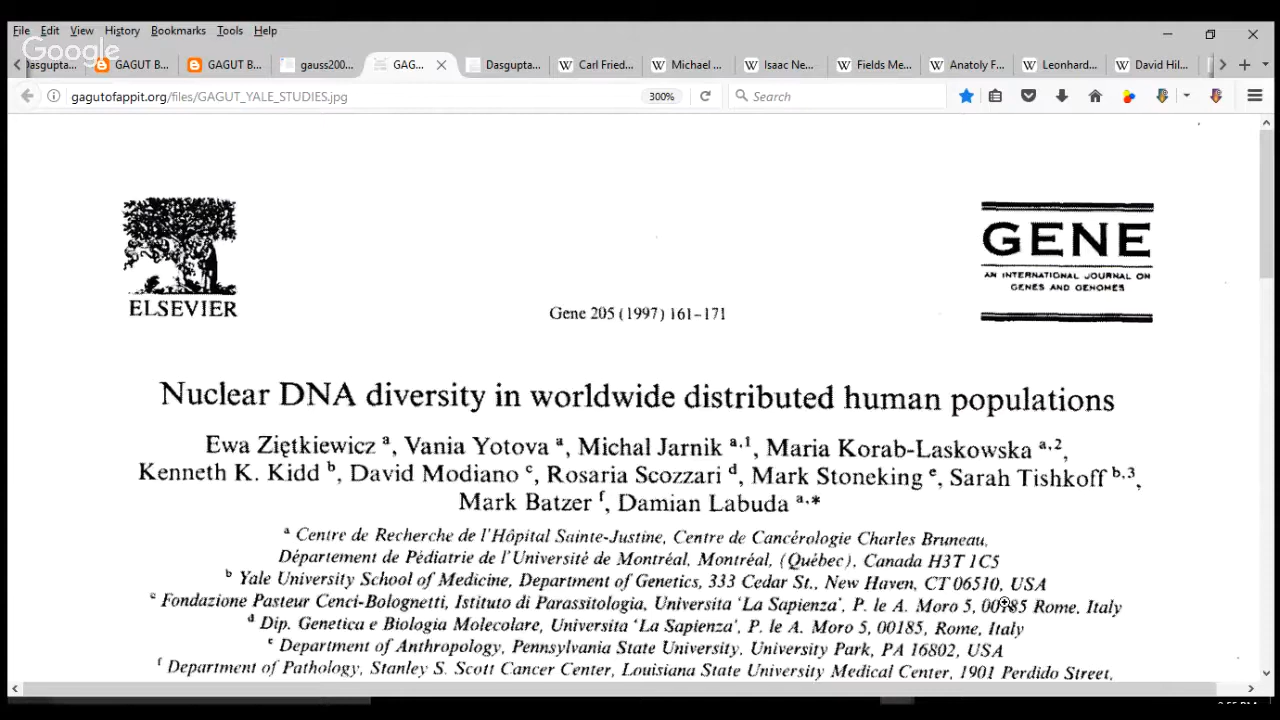 File Edit View History Bookmarks Tools Help
Google
Dasgupta... GAGUT B... GAGUT B... gauss200... GAG... Dasgupta... Carl Fried... Michael ... Isaac Ne... Fields Me... Anatoly F... Leonhard... David Hil...
gagutofappit.org/files/GAGUT_YALE_STUDIES.jpg 300% Search
ELSEVIER
GENE
AN INTERNATIONAL JOURNAL ON
GENES AND GENOMES
Gene 205 (1997) 161–171
Nuclear DNA diversity in worldwide distributed human populations
Ewa Ziętkiewicz a, Vania Yotova a, Michal Jarnik a,1, Maria Korab-Laskowska a,2,
Kenneth K. Kidd b, David Modiano c, Rosaria Scozzari d, Mark Stoneking e, Sarah Tishkoff b,3,
Mark Batzer f, Damian Labuda a,*
a Centre de Recherche de l'Hôpital Sainte-Justine, Centre de Cancérologie Charles Bruneau,
Département de Pédiatrie de l'Université de Montréal, Montréal, (Québec), Canada H3T 1C5
b Yale University School of Medicine, Department of Genetics, 333 Cedar St., New Haven, CT 06510, USA
c Fondazione Pasteur Cenci-Bolognetti, Istituto di Parassitologia, Universita 'La Sapienza', P. le A. Moro 5, 00185 Rome, Italy
d Dip. Genetica e Biologia Molecolare, Universita 'La Sapienza', P. le A. Moro 5, 00185, Rome, Italy
e Department of Anthropology, Pennsylvania State University, University Park, PA 16802, USA
f Department of Pathology, Stanley S. Scott Cancer Center, Louisiana State University Medical Center, 1901 Perdido Street,